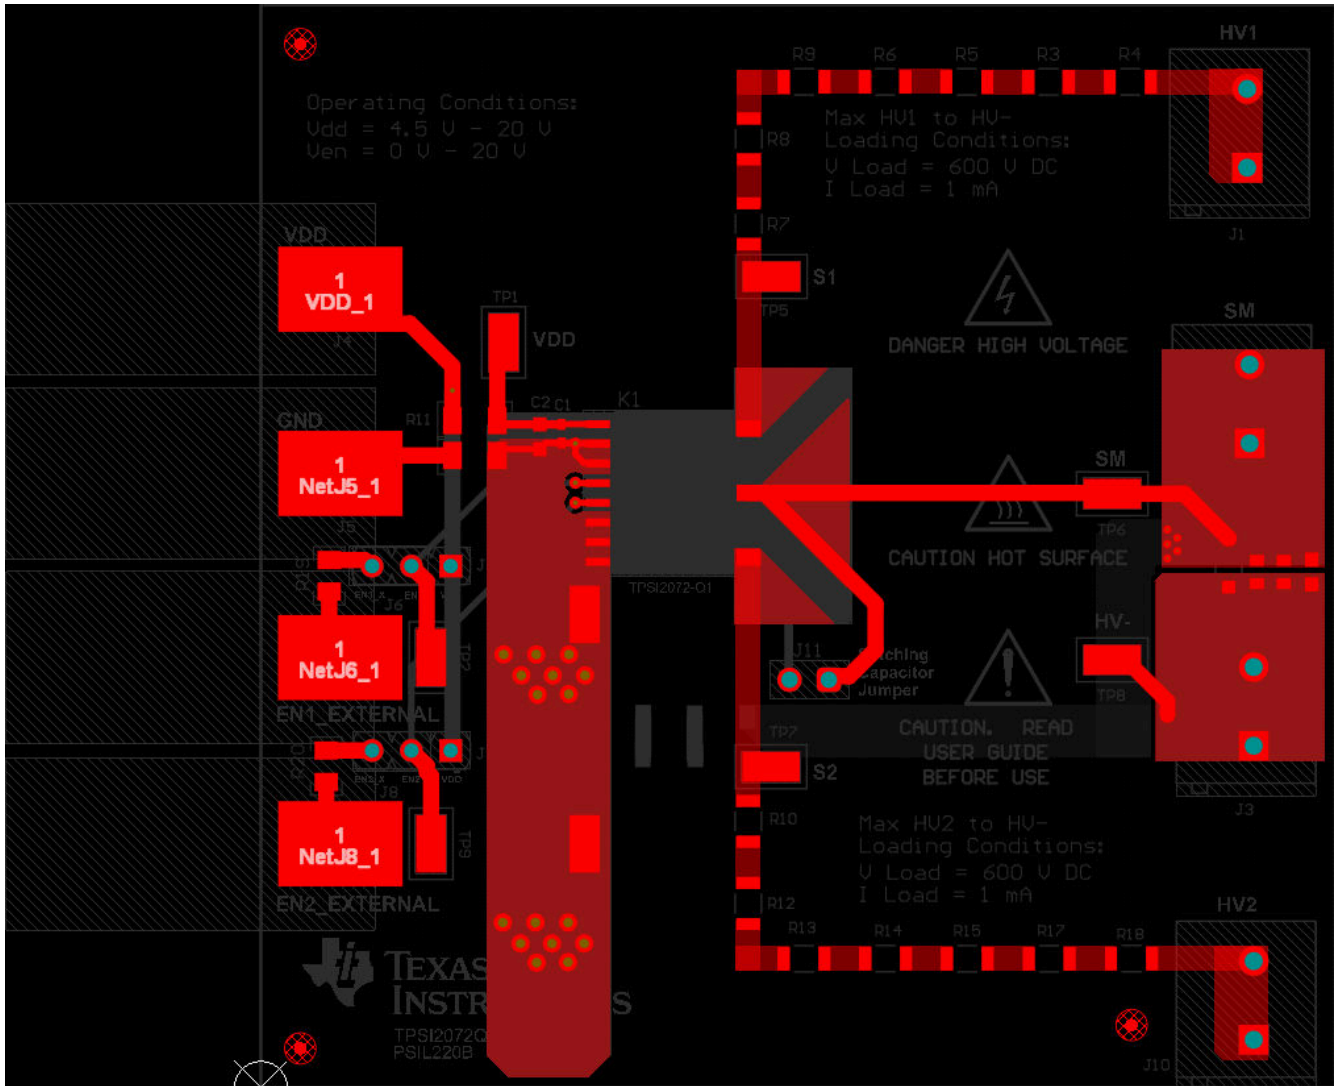 HV1
R9 R6 R5 R3 R4
Operating Conditions:
Vdd = 4.5 V - 20 V
Ven = 0 V - 20 V
Max HV1 to HV-
Loading Conditions:
V Load = 600 V DC
I Load = 1 mA
R8
R7
J1
VDD
1
VDD_1
J4
TP1
VDD
S1
TP5
DANGER HIGH VOLTAGE
SM
GND
R11
C2 C1
K1
1
NetJ5_1
J5
SM
TP6
CAUTION HOT SURFACE
R19
J
EN1_X
J6
TPSI2072-Q1
1
NetJ6_1
TP2
EN1_EXTERNAL
J11
Capacitor
Jumper
HV-
TP8
CAUTION. READ
USER GUIDE
BEFORE USE
TP7
S2
R20
J
VDD
J8
1
NetJ8_1
TP9
EN2_EXTERNAL
J3
R10
R12
Max HV2 to HV-
Loading Conditions:
V Load = 600 V DC
I Load = 1 mA
HV2
R13 R14 R15 R17 R18
TEXAS
INSTR
S
TPSI2072Q
PSIL220B
J10